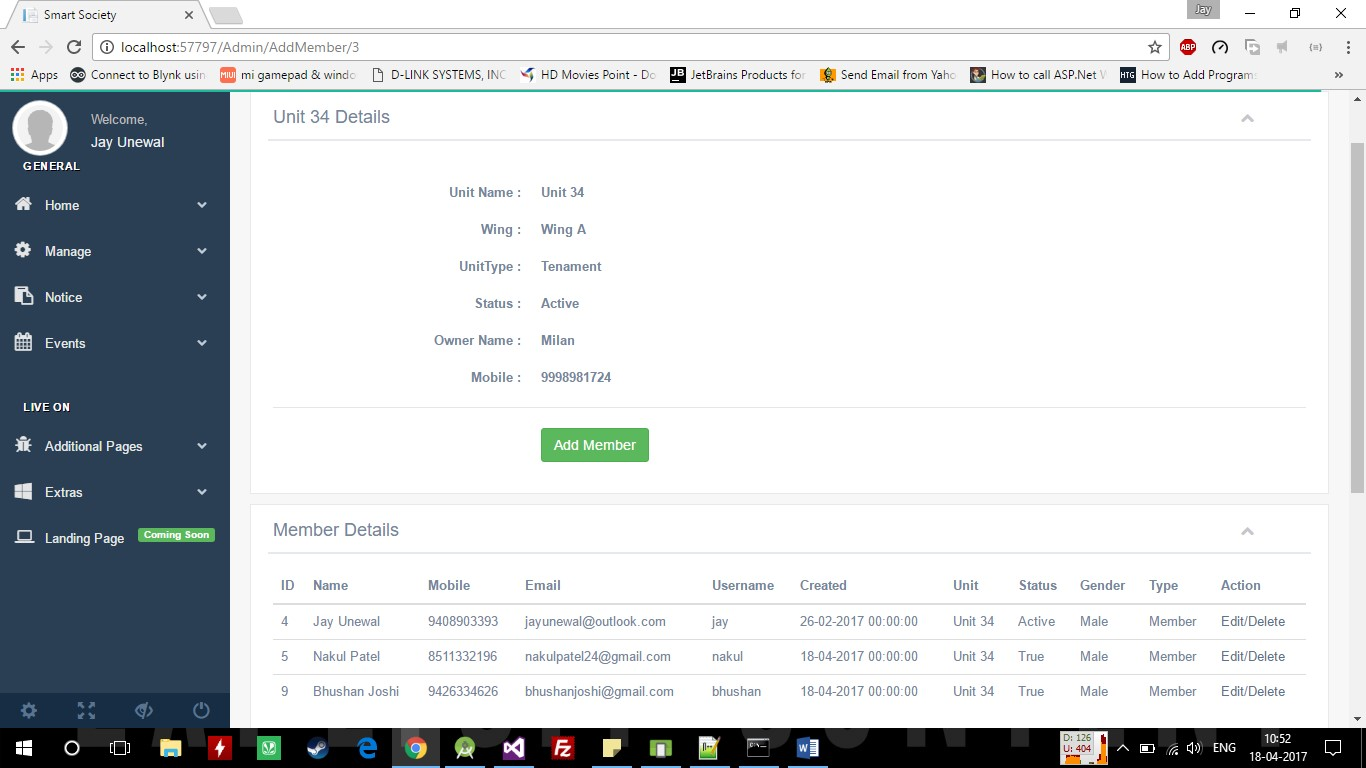 Smart Society
Jay
localhost:57797/Admin/AddMember/3
ABP
Apps
Connect to Blynk usin
MIUI
mi gamepad & windo
D-LINK SYSTEMS, INC
HD Movies Point - Do
JB
JetBrains Products for
Send Email from Yaho
How to call ASP.Net W
HTG
How to Add Programs
»
Welcome,
Jay Unewal
GENERAL
Home
Manage
Notice
Events
LIVE ON
Additional Pages
Extras
Landing Page
Coming Soon
Unit 34 Details
Unit Name : Unit 34
Wing : Wing A
UnitType : Tenament
Status : Active
Owner Name : Milan
Mobile : 9998981724
Add Member
Member Details
ID Name Mobile Email Username Created Unit Status Gender Type Action
4 Jay Unewal 9408903393 jayunewal@outlook.com jay 26-02-2017 00:00:00 Unit 34 Active Male Member Edit/Delete
5 Nakul Patel 8511332196 nakulpatel24@gmail.com nakul 18-04-2017 00:00:00 Unit 34 True Male Member Edit/Delete
9 Bhushan Joshi 9426334626 bhushanjoshi@gmail.com bhushan 18-04-2017 00:00:00 Unit 34 True Male Member Edit/Delete
D: 126
U: 404
ENG
10:52
18-04-2017